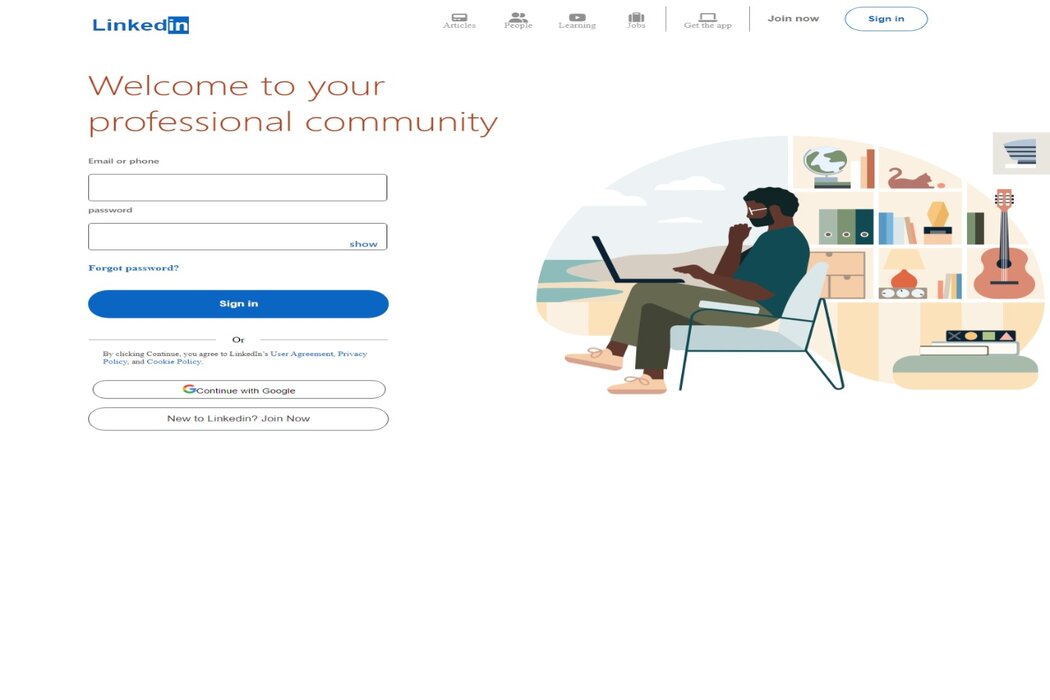 Linkedin
Articles
People
Learning
Jobs
Get the app
Join now
Sign in
Welcome to your
professional community
Email or phone
password
show
Forgot password?
Sign in
Or
By clicking Continue, you agree to LinkedIn's User Agreement, Privacy
Policy, and Cookie Policy.
Continue with Google
New to Linkedin? Join Now